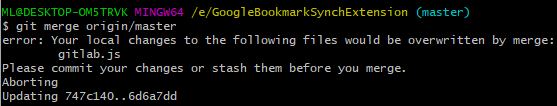 ML@DESKTOP-OM5TRVK MINGW64 /e/GoogleBookmarkSynchExtension (master)
$ git merge origin/master
error: Your local changes to the following files would be overwritten by merge:
        gitlab.js
Please commit your changes or stash them before you merge.
Aborting
Updating 747c140..6d6a7dd